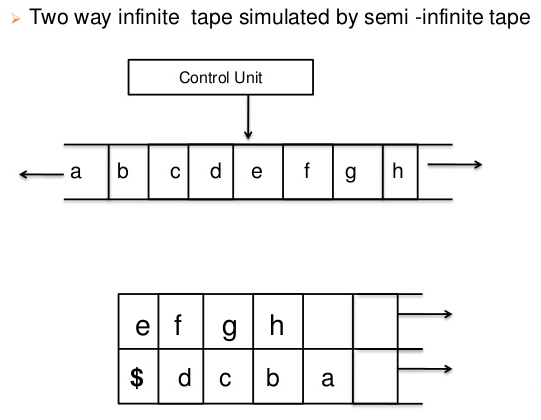 Two way infinite tape simulated by semi -infinite tape
Control Unit
a b c d e f g h
e f g h
$ d c b a